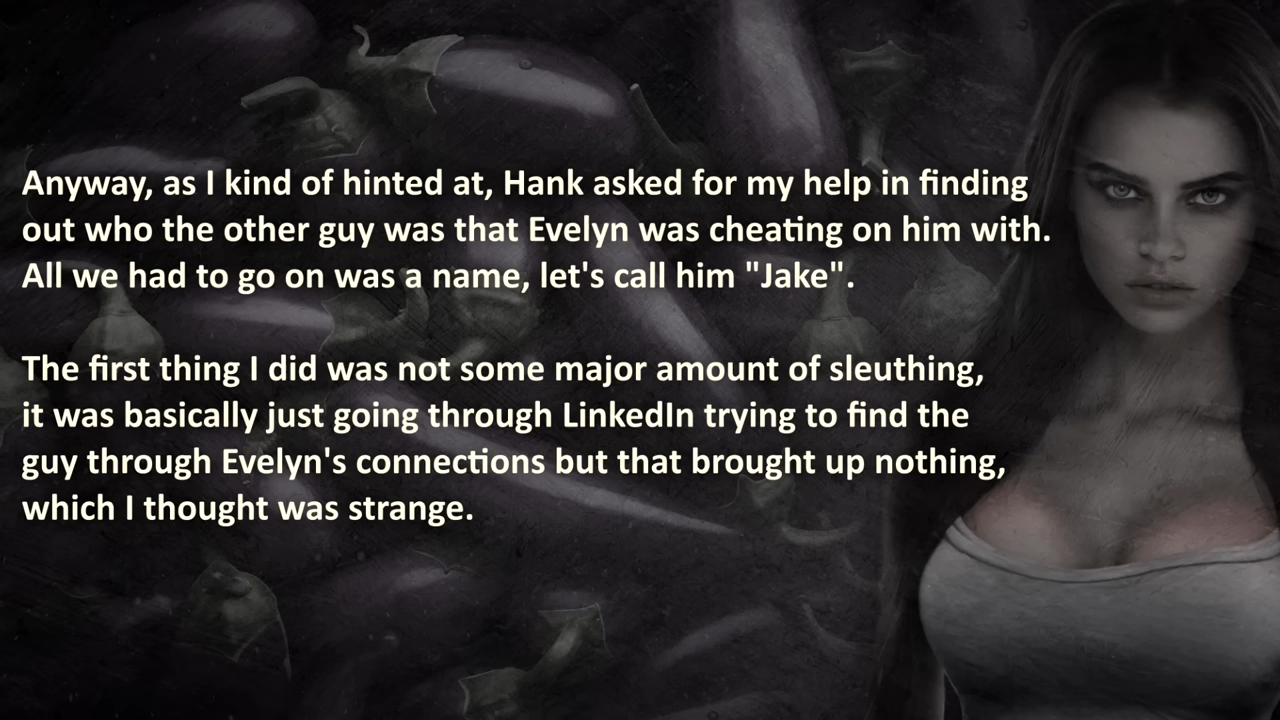 Anyway, as I kind of hinted at, Hank asked for my help in finding
out who the other guy was that Evelyn was cheating on him with.
All we had to go on was a name, let's call him "Jake".
The first thing I did was not some major amount of sleuthing,
it was basically just going through LinkedIn trying to find the
guy through Evelyn's connections but that brought up nothing,
which I thought was strange.